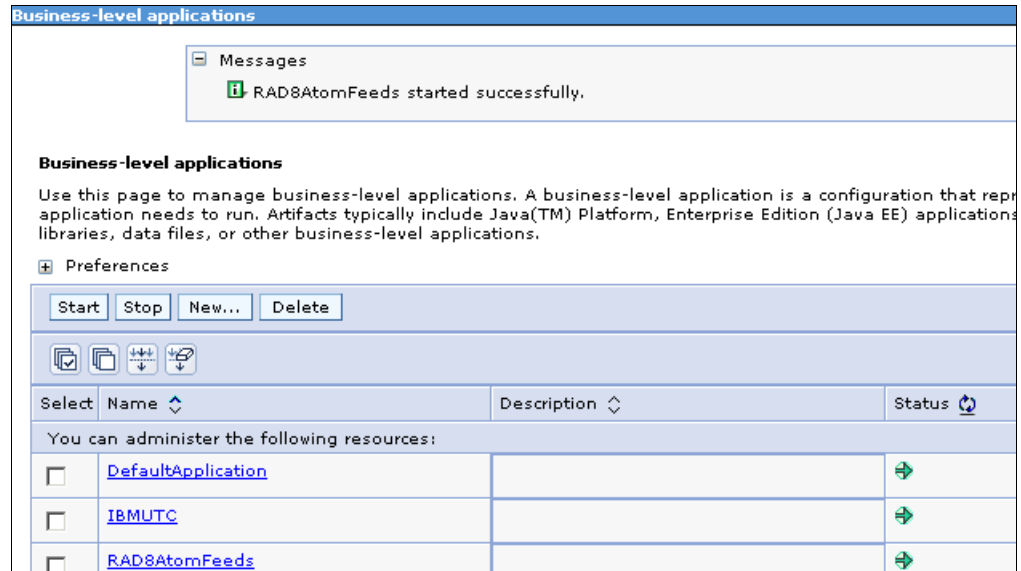 Business-level applications
Messages
RAD8AtomFeeds started successfully.
Business-level applications
Use this page to manage business-level applications. A business-level application is a configuration that repr
application needs to run. Artifacts typically include Java(TM) Platform, Enterprise Edition (Java EE) applications
libraries, data files, or other business-level applications.
Preferences
Start Stop New... Delete
Select Name Description Status
You can administer the following resources:
DefaultApplication
IBMUTC
RAD8AtomFeeds